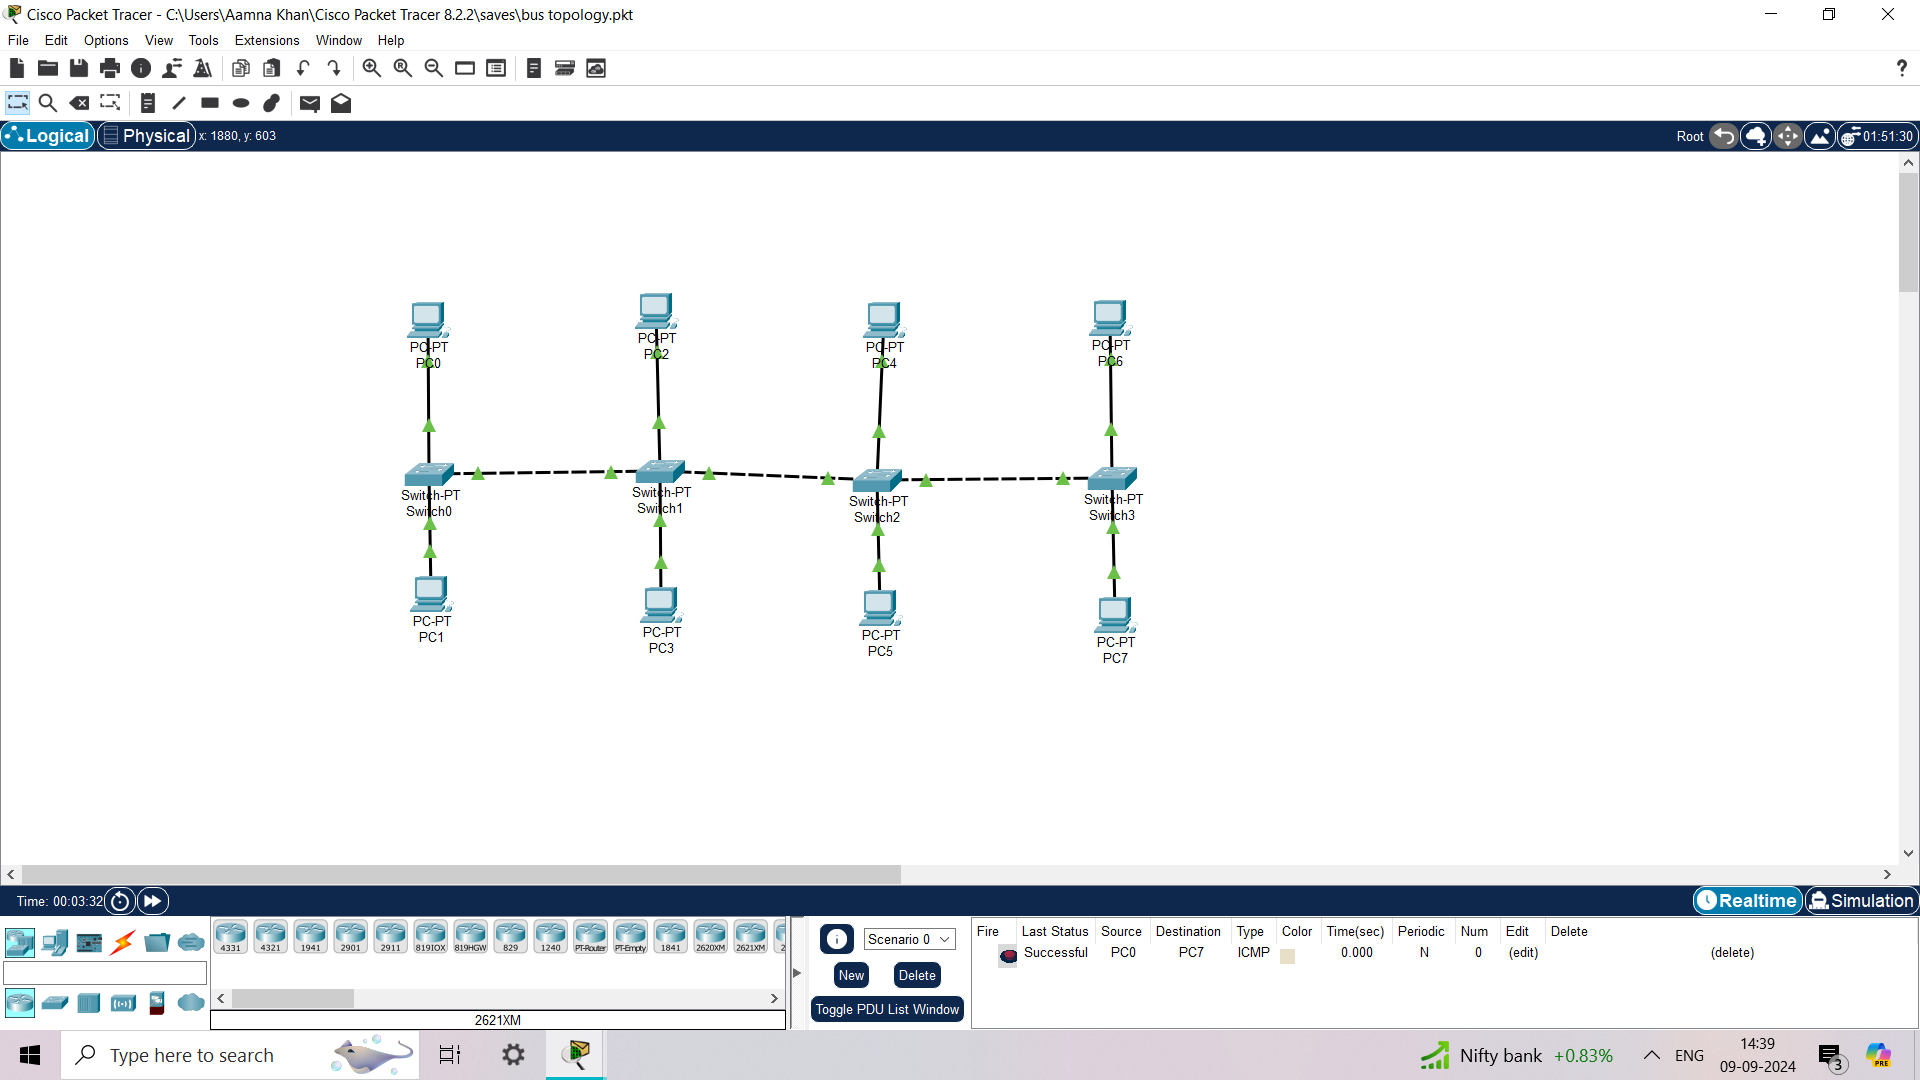 Cisco Packet Tracer - C:\Users\Aamna Khan\Cisco Packet Tracer 8.2.2\saves\bus topology.pkt
File Edit Options View Tools Extensions Window Help
?
Logical Physical x: 1880, y: 603 Root 01:51:30
PC-PT
PC0
PC-PT
PC2
PC-PT
PC4
PC-PT
PC6
Switch-PT
Switch0
Switch-PT
Switch1
Switch-PT
Switch2
Switch-PT
Switch3
PC-PT
PC1
PC-PT
PC3
PC-PT
PC5
PC-PT
PC7
Time: 00:03:32 Realtime Simulation
4331 4321 1941 2901 2911 819IOX 819HGW 829 1240 PT-Router PT-Empty 1841 2620XM 2621XM
2621XM
Scenario 0
New Delete
Toggle PDU List Window
Fire Last Status Source Destination Type Color Time(sec) Periodic Num Edit Delete
Successful PC0 PC7 ICMP 0.000 N 0 (edit) (delete)
Type here to search
Nifty bank +0.83%
ENG
14:39
09-09-2024
3
PRE